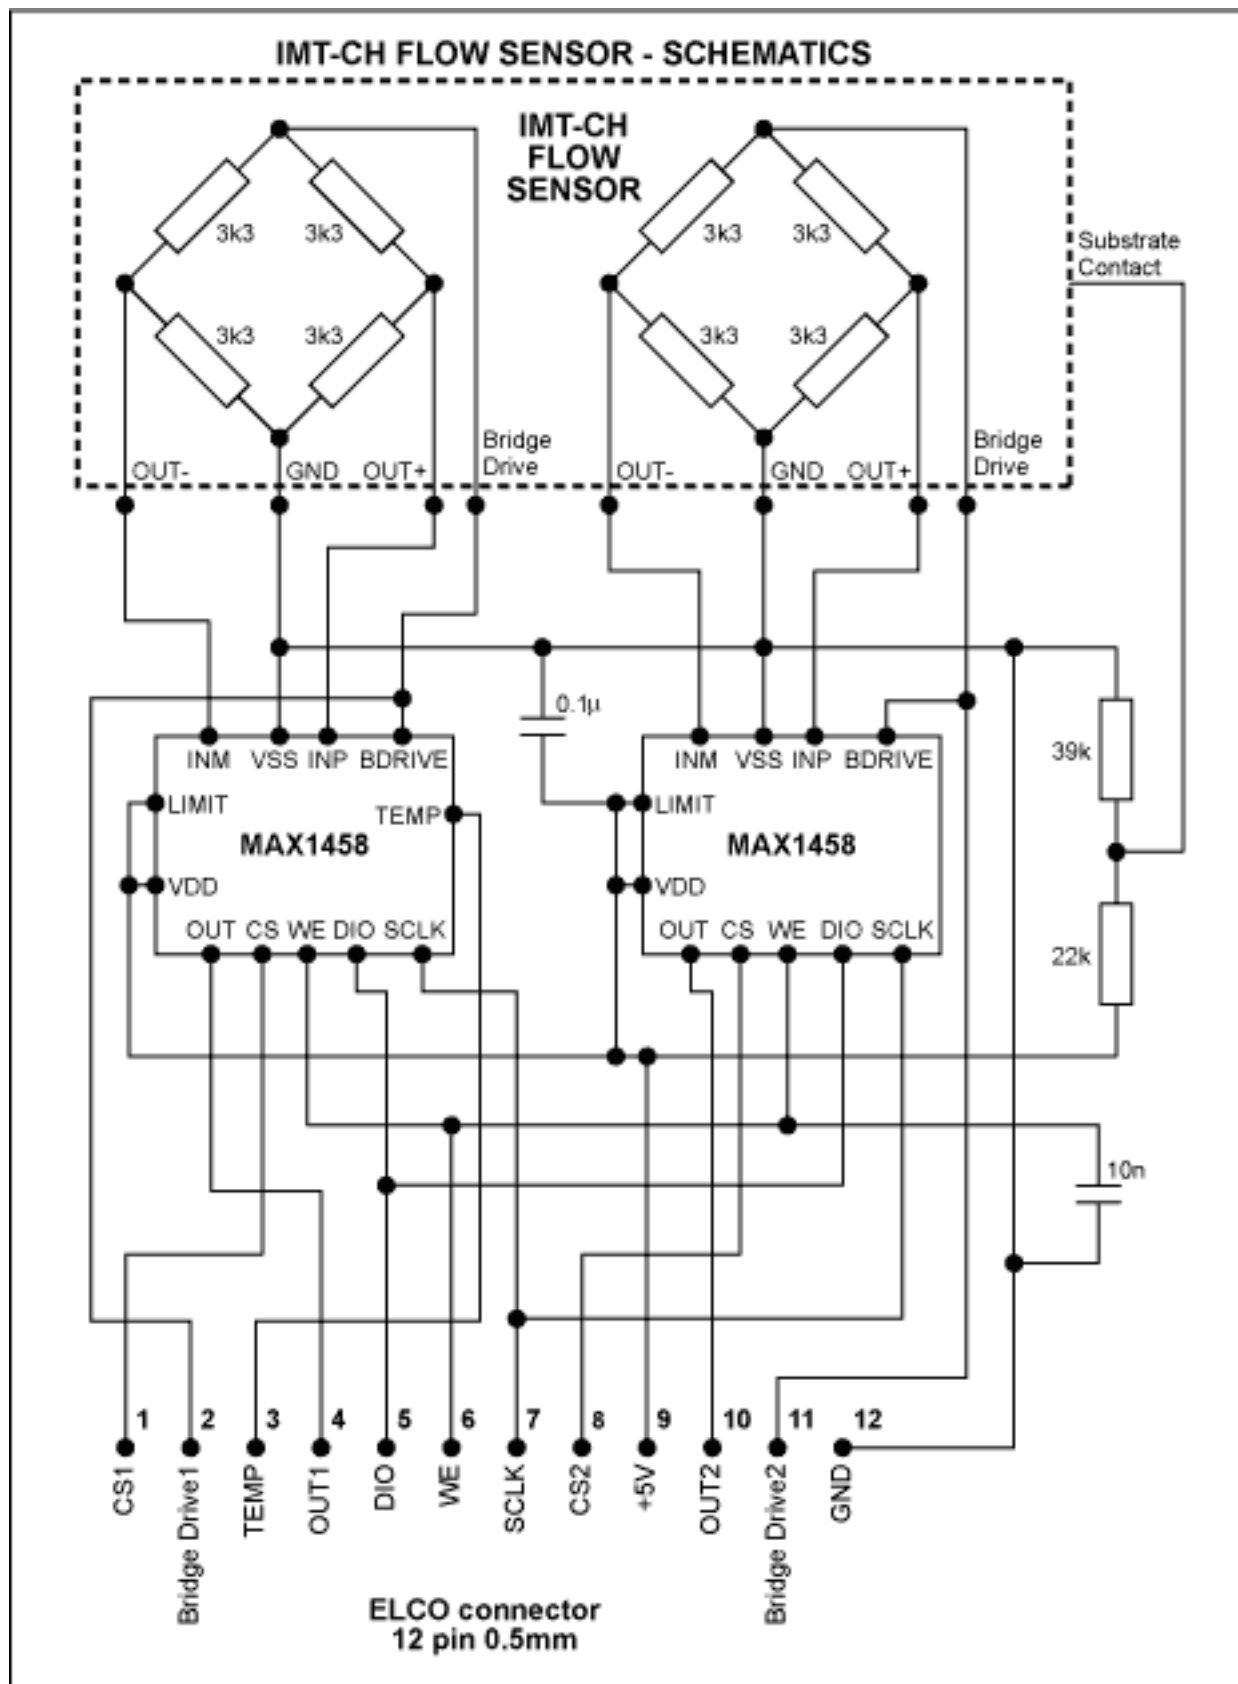 IMT-CH FLOW SENSOR - SCHEMATICS
IMT-CH
FLOW
SENSOR
3k3 3k3
3k3 3k3
3k3 3k3
3k3 3k3
Substrate
Contact
OUT- GND OUT+
Bridge
Drive
OUT- GND OUT+
Bridge
Drive
0.1µ
INM VSS INP BDRIVE
LIMIT
TEMP
MAX1458
VDD
OUT CS WE DIO SCLK
INM VSS INP BDRIVE
LIMIT
MAX1458
VDD
OUT CS WE DIO SCLK
39k
22k
10n
1 2 3 4 5 6 7 8 9 10 11 12
CS1
Bridge Drive1
TEMP
OUT1
DIO
WE
SCLK
CS2
+5V
OUT2
Bridge Drive2
GND
ELCO connector
12 pin 0.5mm